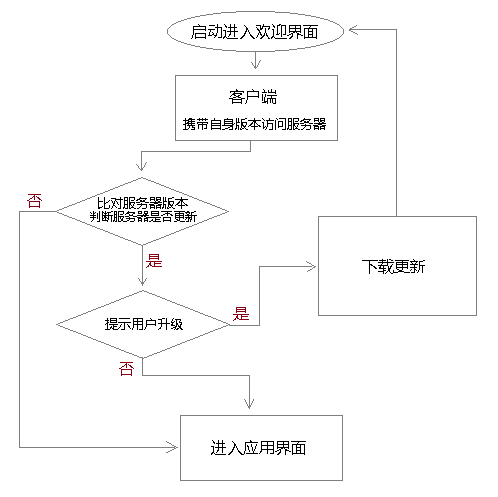 启动进入欢迎界面
客户端
携带自身版本访问服务器
否
比对服务器版本
判断服务器是否更新
是
下载更新
提示用户升级
是
否
进入应用界面